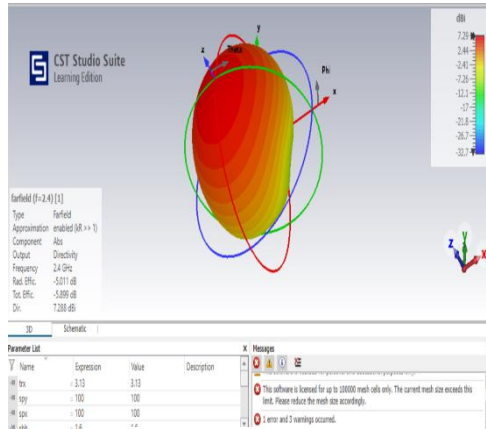 dBi
7.29
2.44
-2.41
-7.26
-12.1
-17
-21.8
-26.7
-32.7
y
z
Theta
Phi
x
CST Studio Suite
Learning Edition
farfield (f=2.4) [1]
Type Farfield
Approximation enabled (kR >> 1)
Component Abs
Output Directivity
Frequency 2.4 GHz
Rad. Effic. -5.011 dB
Tot. Effic. -5.899 dB
Dir. 7.288 dBi
Y
Z
X
3D Schematic
Parameter List X Messages
Name Expression Value Description
trx = 3.13 3.13
spy = 100 100
spx = 100 100
= 1.6
This software is licensed for up to 100000 mesh cells only. The current mesh size exceeds this
limit. Please reduce the mesh size accordingly.
1 error and 3 warnings occurred.